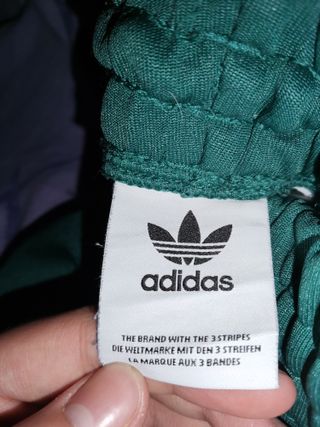 adidas
THE BRAND WITH THE 3 STRIPES
DIE WELTMARKE MIT DEN 3 STREIFEN
LA MARQUE AUX 3 BANDES